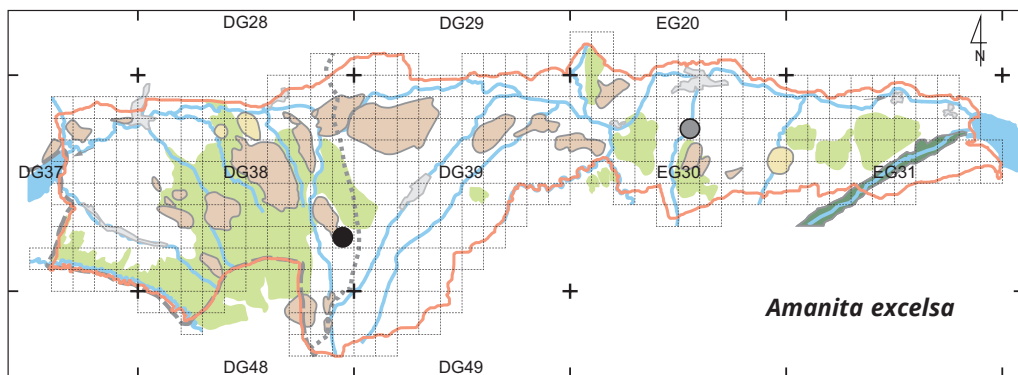 DG28 DG29 EG20
N
DG37 DG38 DG39 EG30 EG31
Amanita excelsa
DG48 DG49